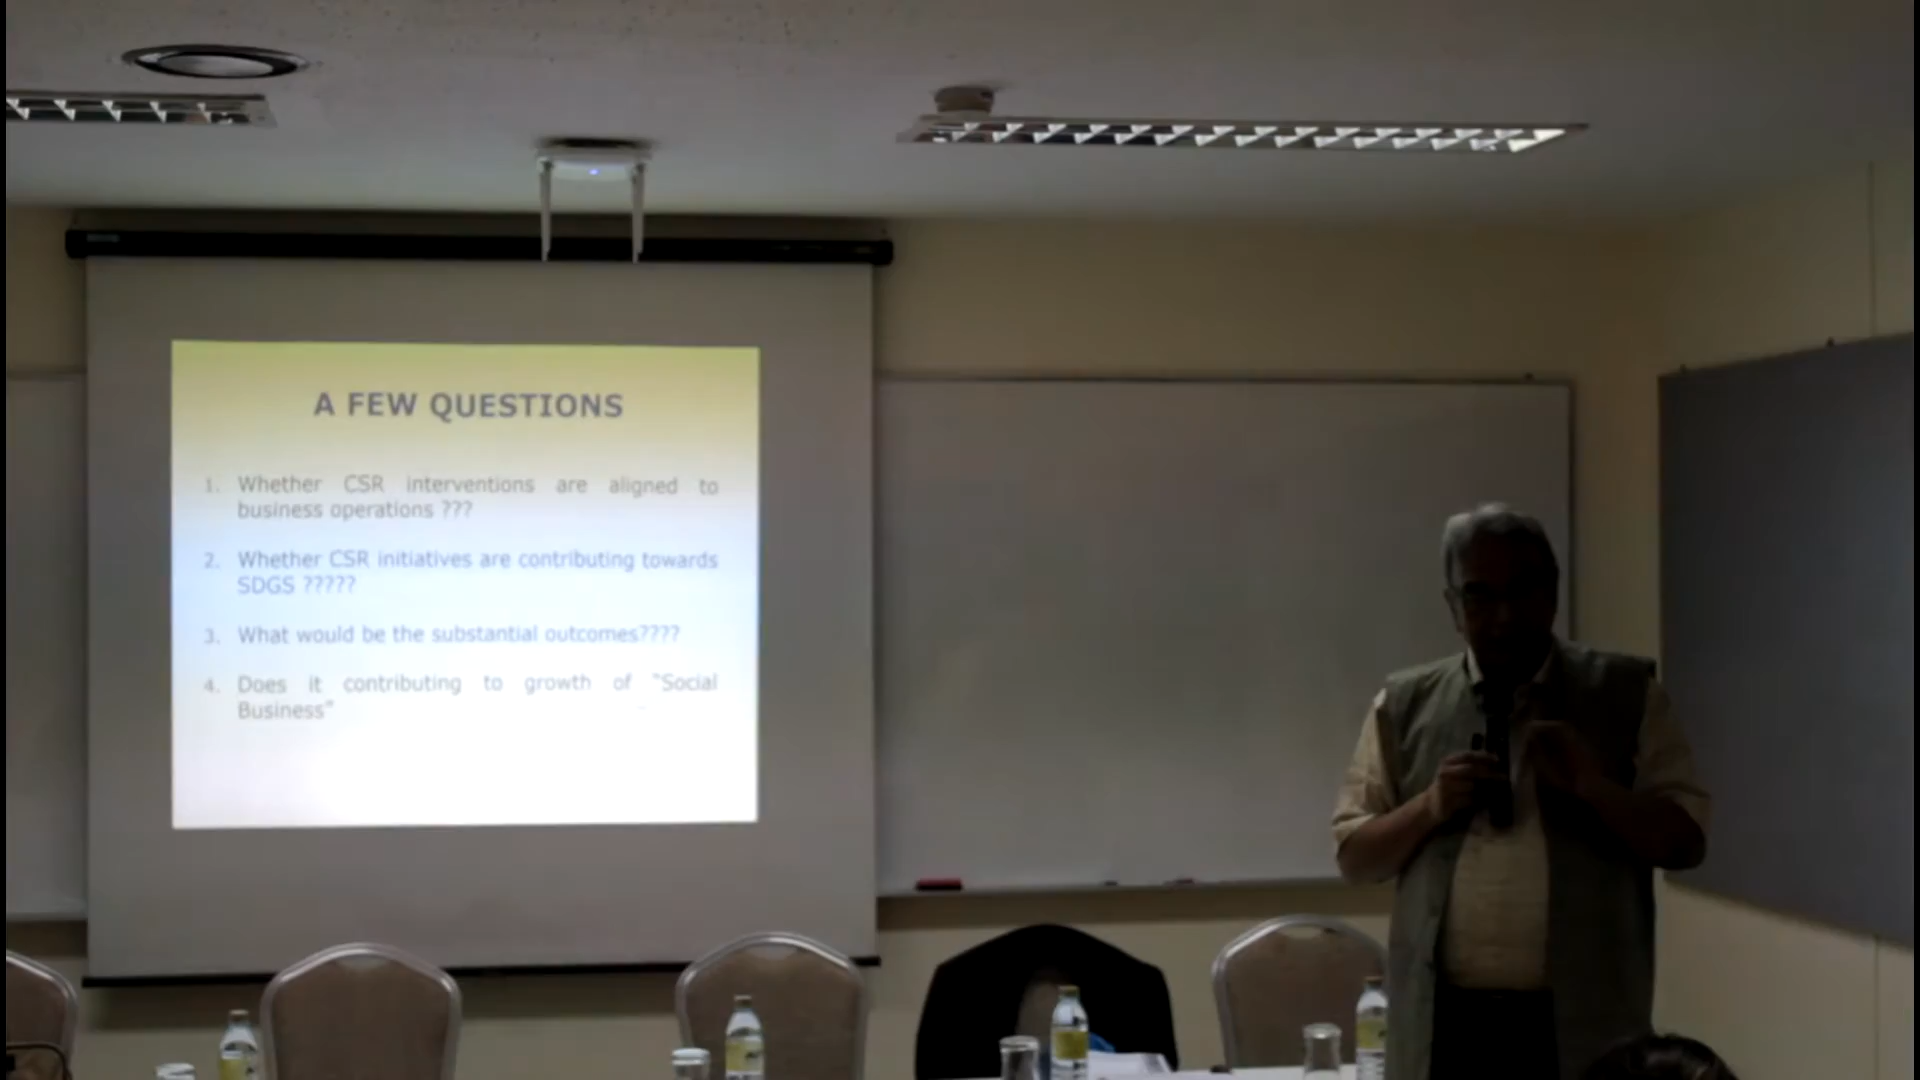 A FEW QUESTIONS
1. Whether CSR interventions are aligned to
business operations ???
2. Whether CSR initiatives are contributing towards
SDGS ?????
3. What would be the substantial outcomes????
4. Does it contributing to growth of "Social
Business"